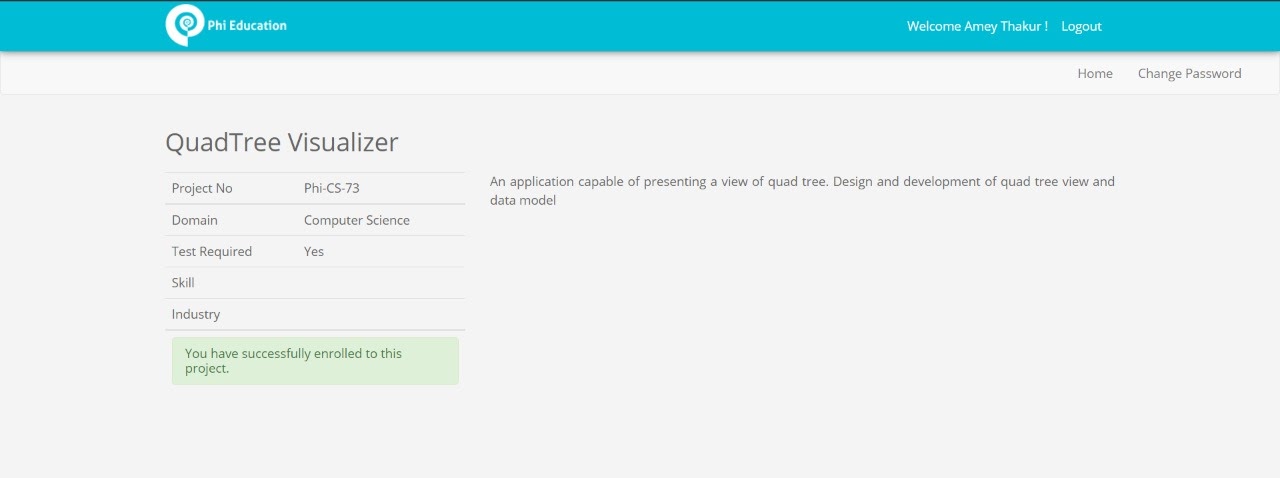 Phi Education
Welcome Amey Thakur !
Logout
Home
Change Password
QuadTree Visualizer
Project No Phi-CS-73
Domain Computer Science
Test Required Yes
Skill
Industry
You have successfully enrolled to this
project.
An application capable of presenting a view of quad tree. Design and development of quad tree view and
data model